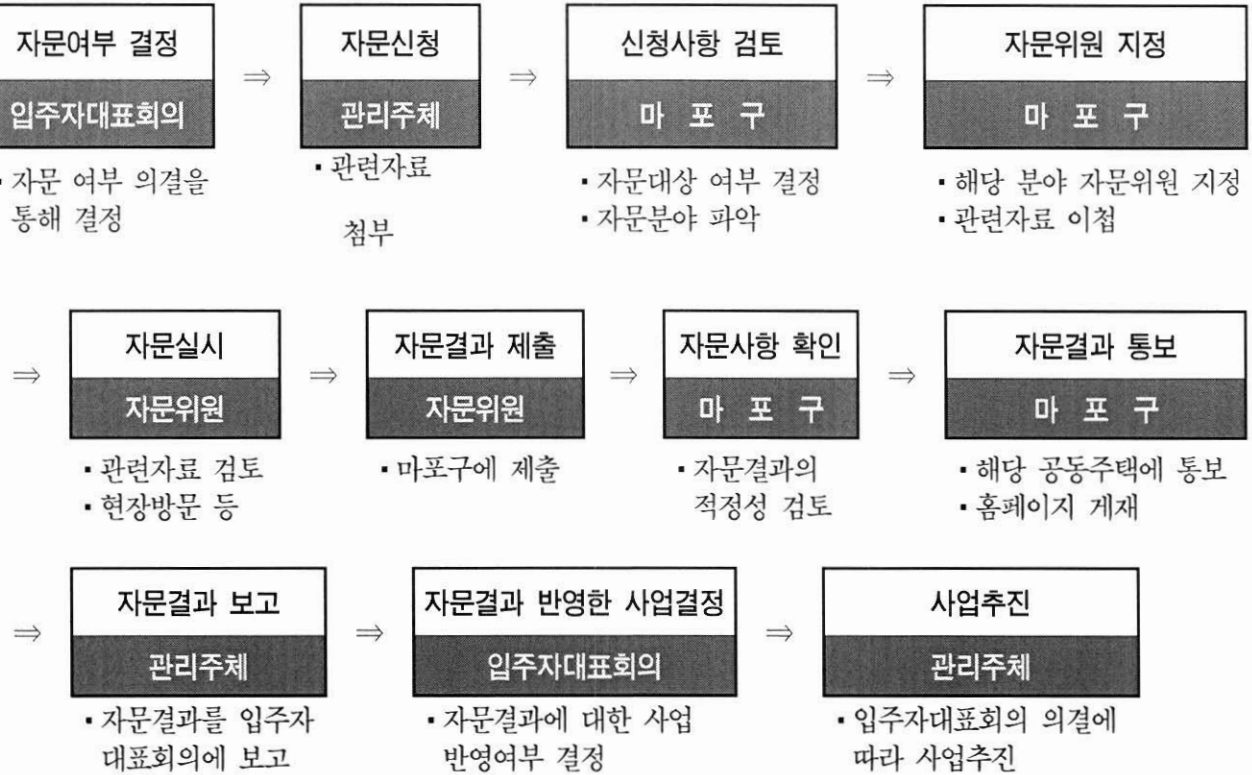 자문여부 결정 ⇒ 자문신청 ⇒ 신청사항 검토 ⇒ 자문위원 지정
입주자대표회의 관리주체 마 포 구 마 포 구
▪ 자문 여부 의결을
통해 결정
▪ 관련자료
첨부
▪ 자문대상 여부 결정
▪ 자문분야 파악
▪ 해당 분야 자문위원 지정
▪ 관련자료 이첩
⇒ 자문실시 ⇒ 자문결과 제출 ⇒ 자문사항 확인 ⇒ 자문결과 통보
자문위원 자문위원 마 포 구 마 포 구
▪ 관련자료 검토
▪ 현장방문 등
▪ 마포구에 제출
▪ 자문결과의
적정성 검토
▪ 해당 공동주택에 통보
▪ 홈페이지 게재
⇒ 자문결과 보고 ⇒ 자문결과 반영한 사업결정 ⇒ 사업추진
관리주체 입주자대표회의 관리주체
▪ 자문결과를 입주자
대표회의에 보고
▪ 자문결과에 대한 사업
반영여부 결정
▪ 입주자대표회의 의결에
따라 사업추진